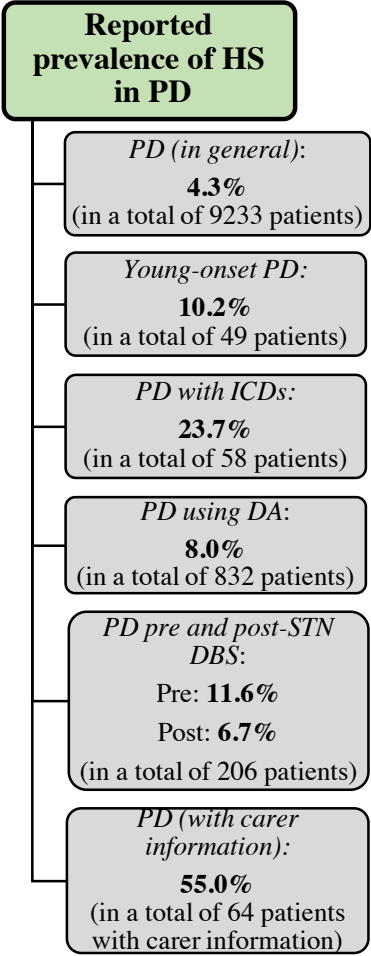 Reported
prevalence of HS
in PD
PD (in general):
4.3%
(in a total of 9233 patients)
Young-onset PD:
10.2%
(in a total of 49 patients)
PD with ICDs:
23.7%
(in a total of 58 patients)
PD using DA:
8.0%
(in a total of 832 patients)
PD pre and post-STN
DBS:
Pre: 11.6%
Post: 6.7%
(in a total of 206 patients)
PD (with carer
information):
55.0%
(in a total of 64 patients
with carer information)